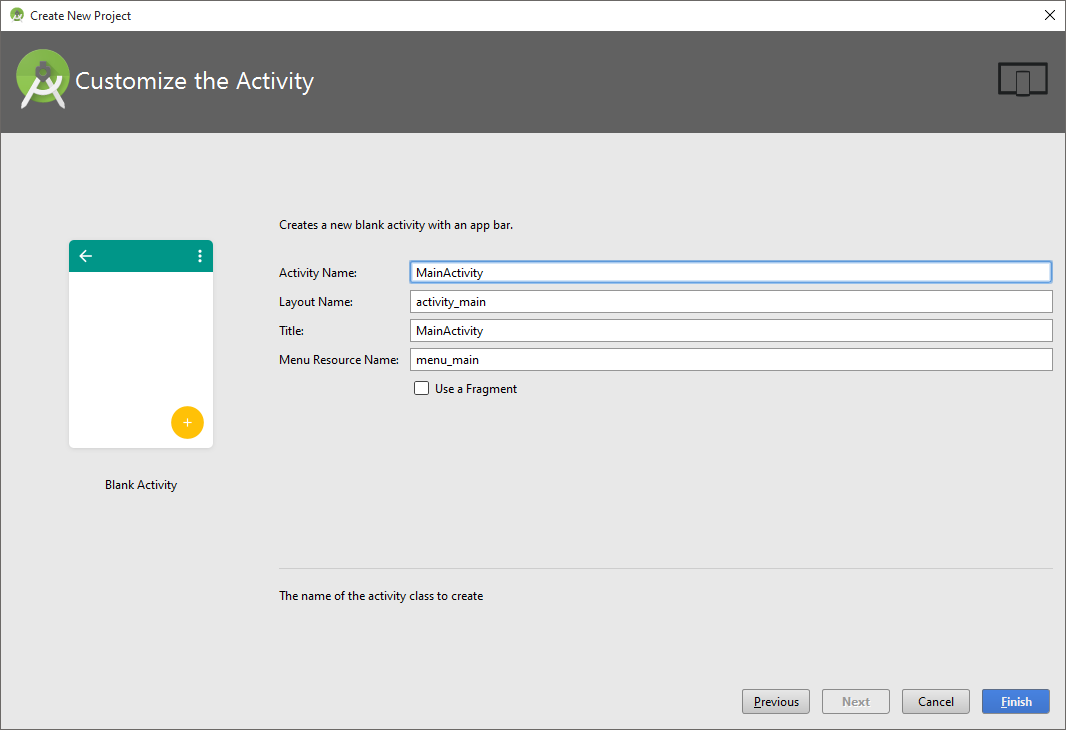 Create New Project
Customize the Activity
Creates a new blank activity with an app bar.
Activity Name: MainActivity
Layout Name: activity_main
Title: MainActivity
Menu Resource Name: menu_main
Use a Fragment
Blank Activity
The name of the activity class to create
Previous Next Cancel Finish